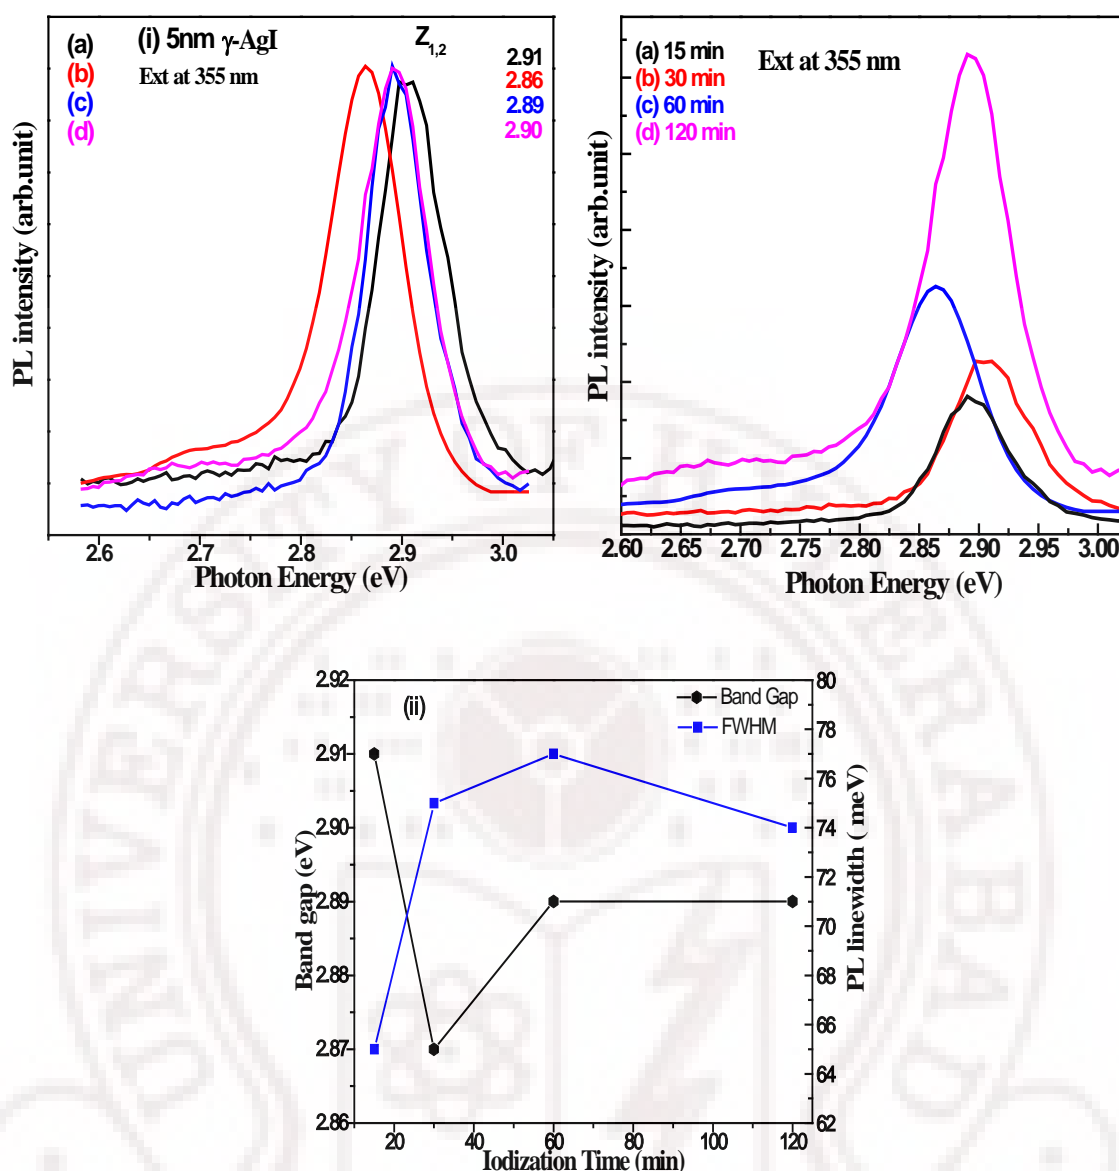 (a) (i) 5nm γ-AgI Z1,2
2.91
(b) Ext at 355 nm 2.86
(c) 2.89
(d) 2.90
PL intensity (arb.unit)
2.6 2.7 2.8 2.9 3.0
Photon Energy (eV)
(a) 15 min Ext at 355 nm
(b) 30 min
(c) 60 min
(d) 120 min
PL intensity (arb.unit)
2.60 2.65 2.70 2.75 2.80 2.85 2.90 2.95 3.00
Photon Energy (eV)
(ii)
Band Gap
FWHM
2.92
2.91
2.90
2.89
2.88
2.87
2.86
Band gap (eV)
80
78
76
74
72
70
68
66
64
62
PL linewidth ( meV)
20 40 60 80 100 120
Iodization Time (min)
UNIVERS
ERABAD